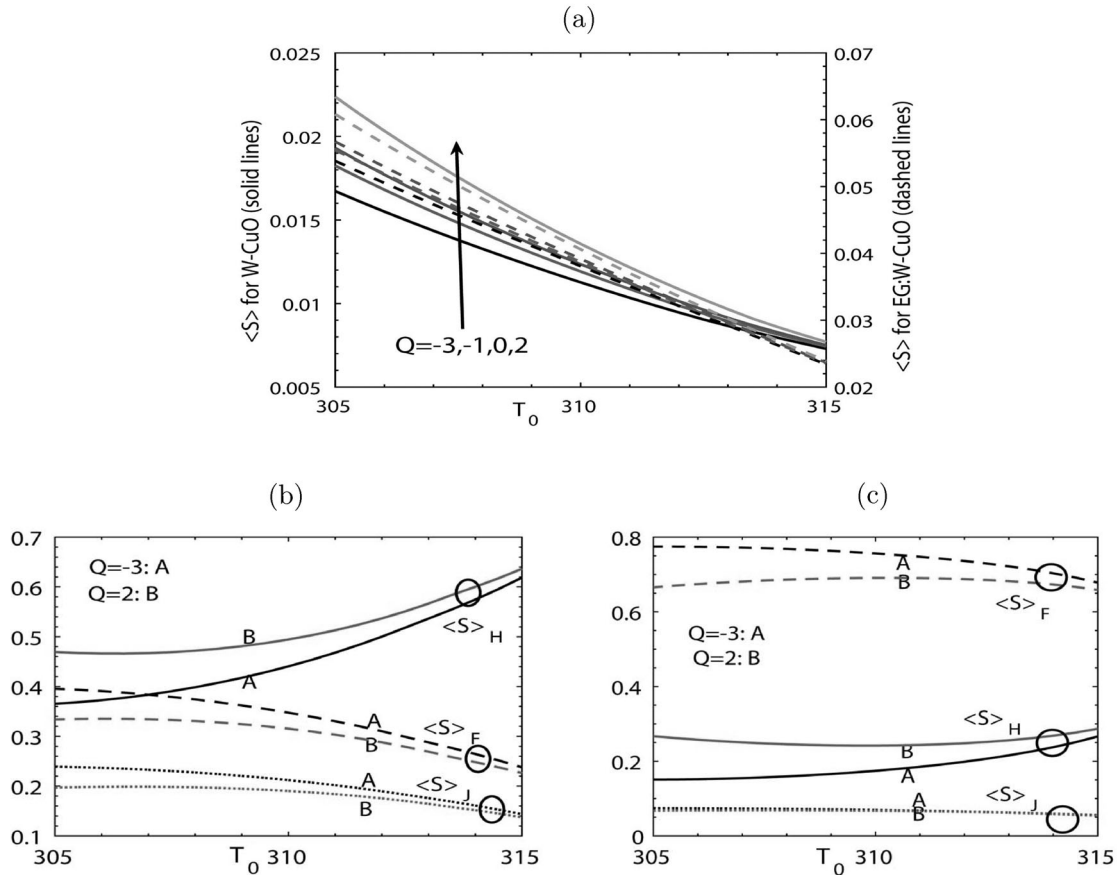 (a)
0.025
0.02
0.015
0.01
0.005
<S> for W-CuO (solid lines)
0.07
0.06
0.05
0.04
0.03
0.02
<S> for EG:W-CuO (dashed lines)
Q=-3,-1,0,2
305
310
315
T0
(b)
0.7
0.6
0.5
0.4
0.3
0.2
0.1
Q=-3: A
Q=2: B
B
<S>H
A
A
<S>F
B
A
<S>J
B
305
310
315
T0
(c)
0.8
0.6
0.4
0.2
0
A
B
<S>F
Q=-3: A
Q=2: B
<S>H
B
A
A
<S>J
B
305
310
315
T0